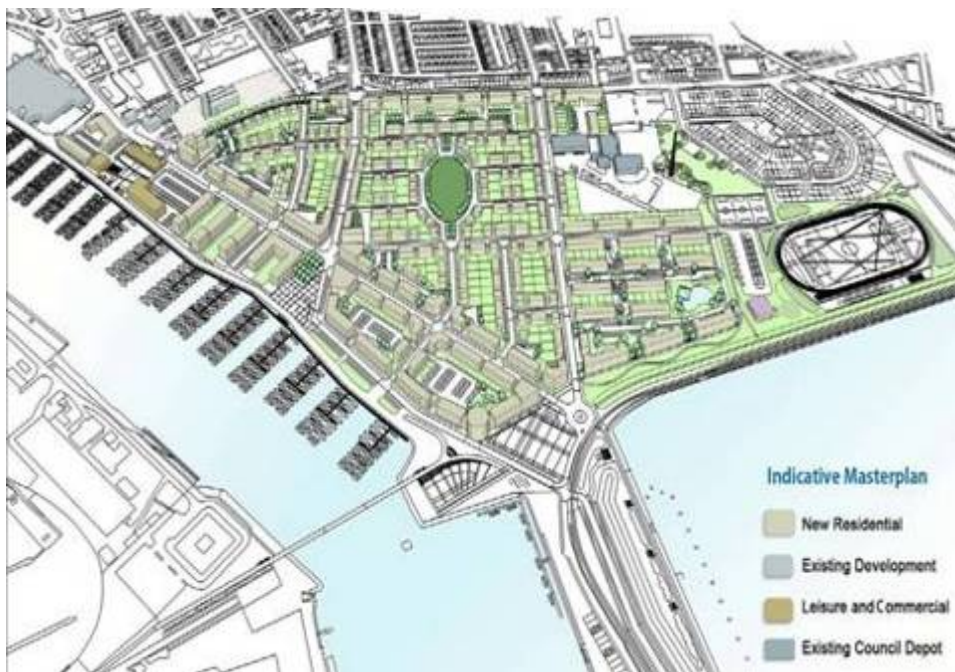 Indicative Masterplan
New Residential
Existing Development
Leisure and Commercial
Existing Council Depot